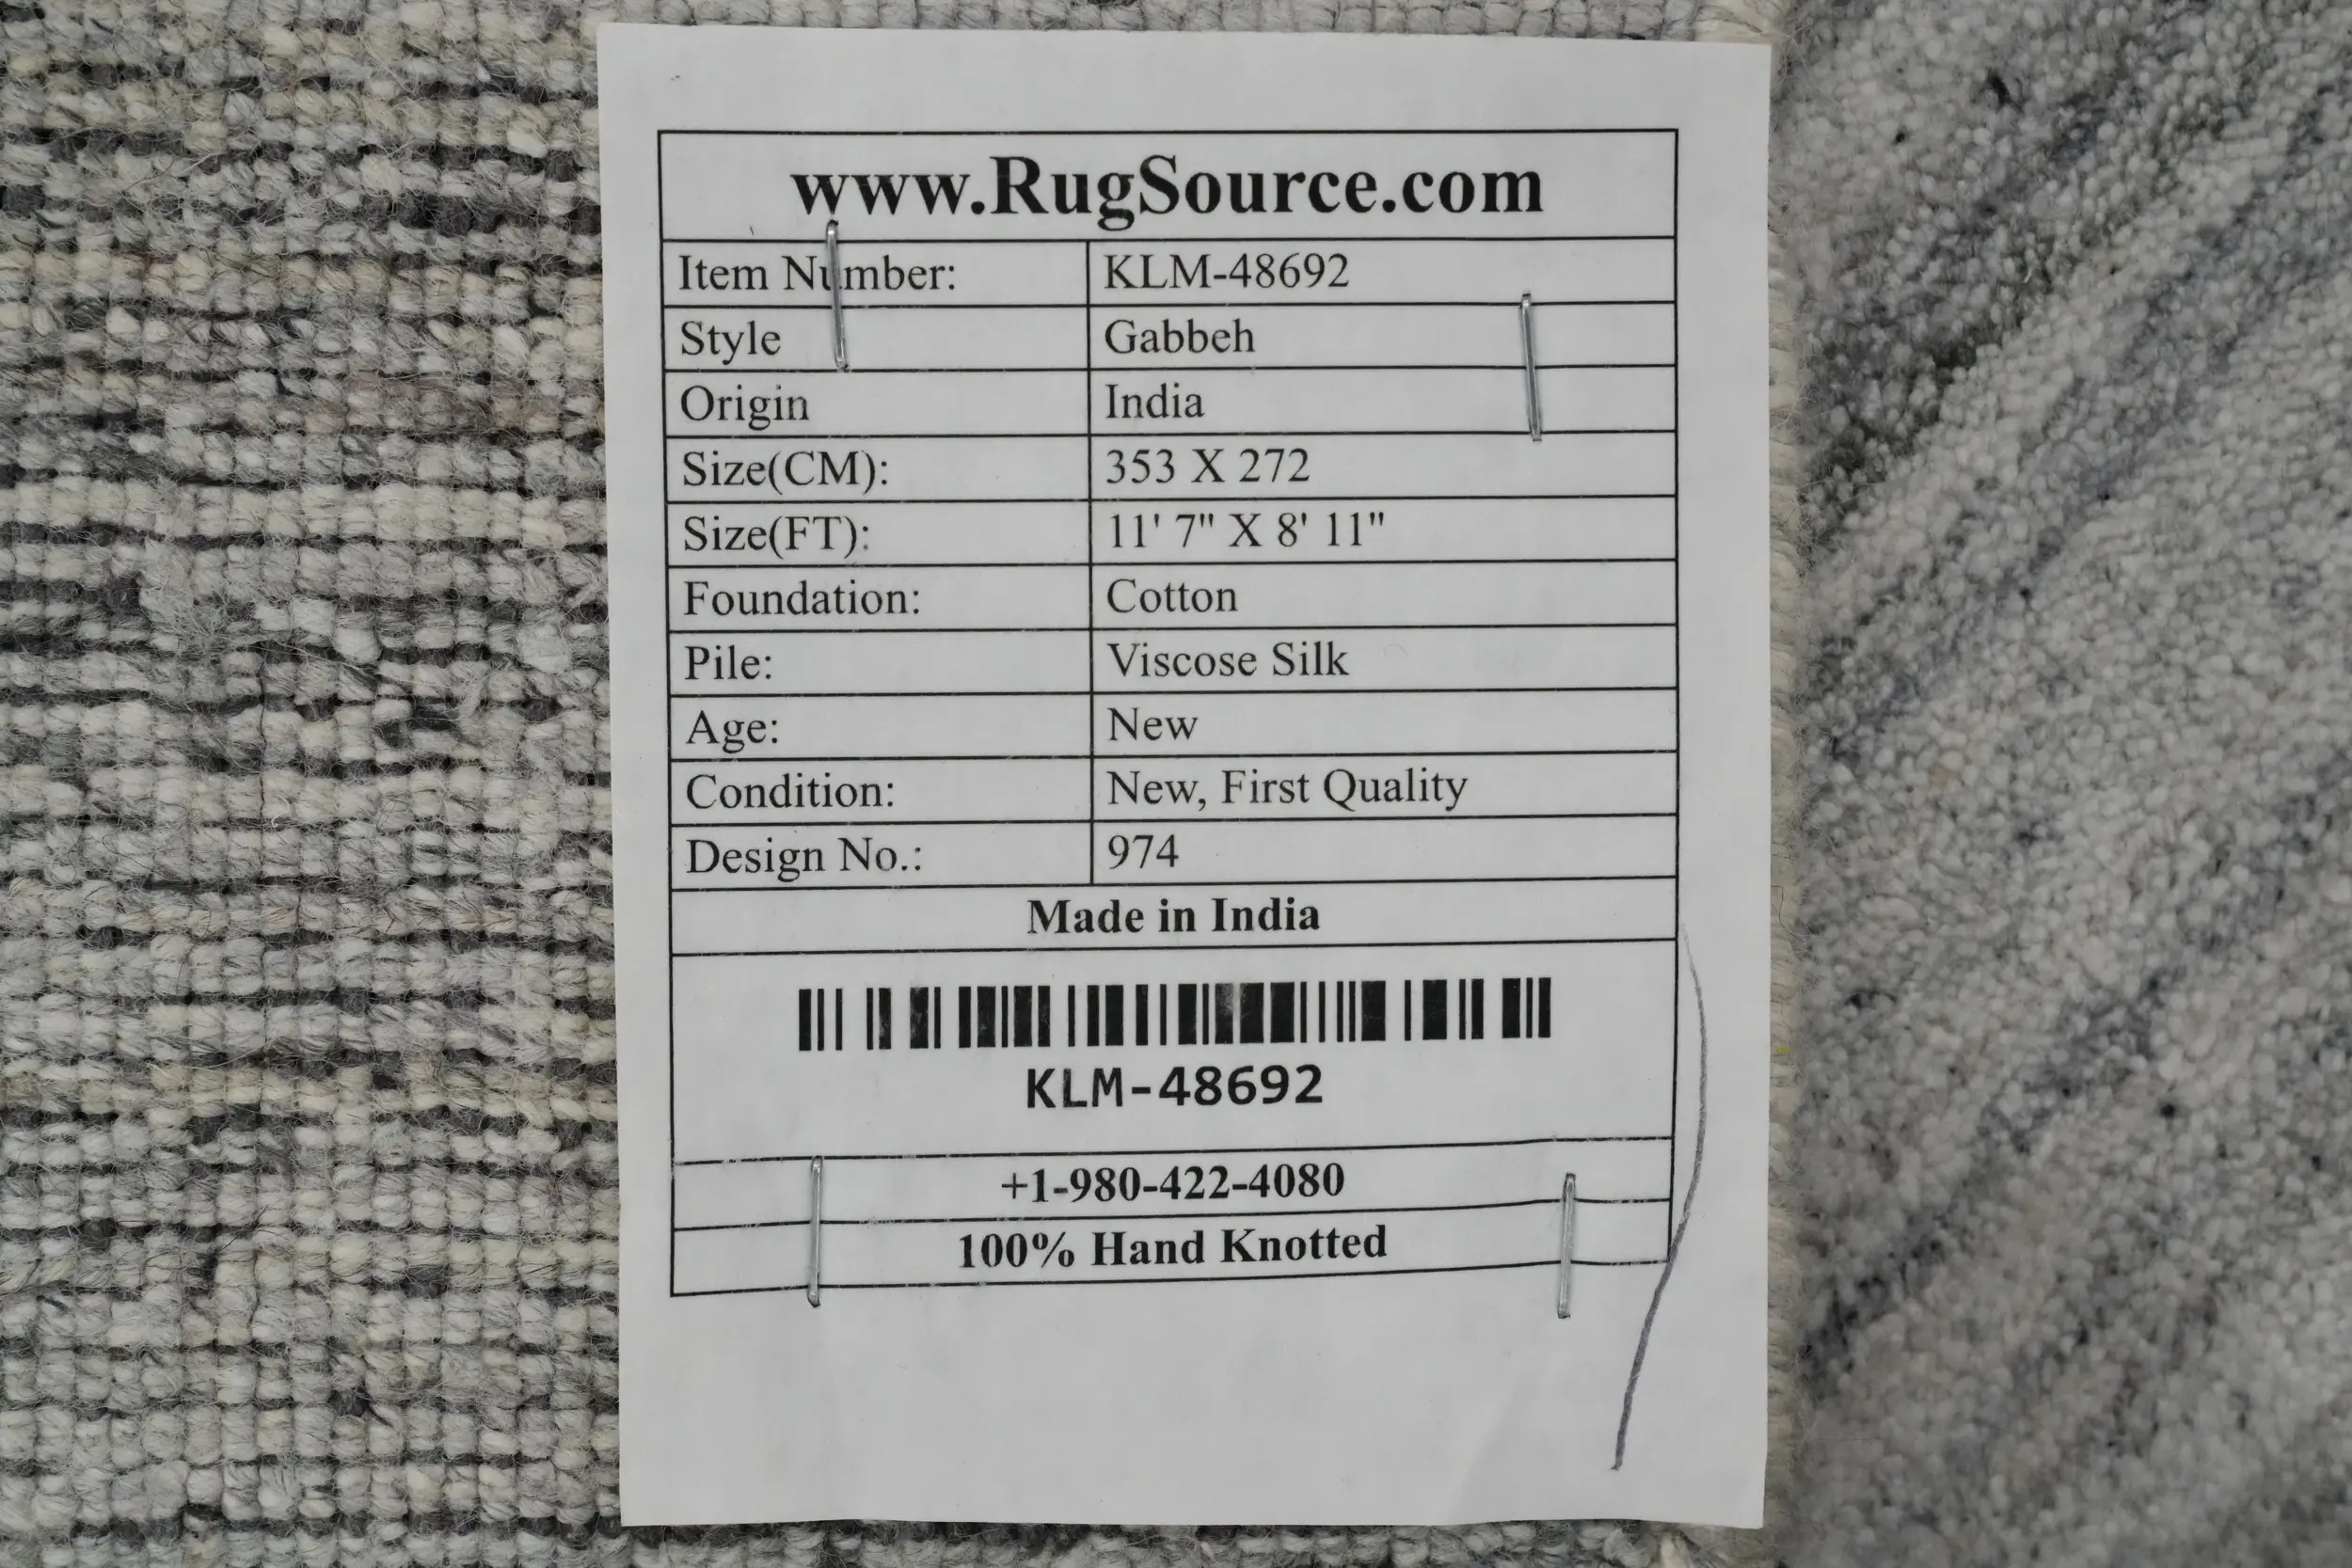 www.RugSource.com
Item Number: KLM-48692
Style Gabbeh
Origin India
Size(CM): 353 X 272
Size(FT): 11' 7" X 8' 11"
Foundation: Cotton
Pile: Viscose Silk
Age: New
Condition: New, First Quality
Design No.: 974
Made in India
KLM-48692
+1-980-422-4080
100% Hand Knotted